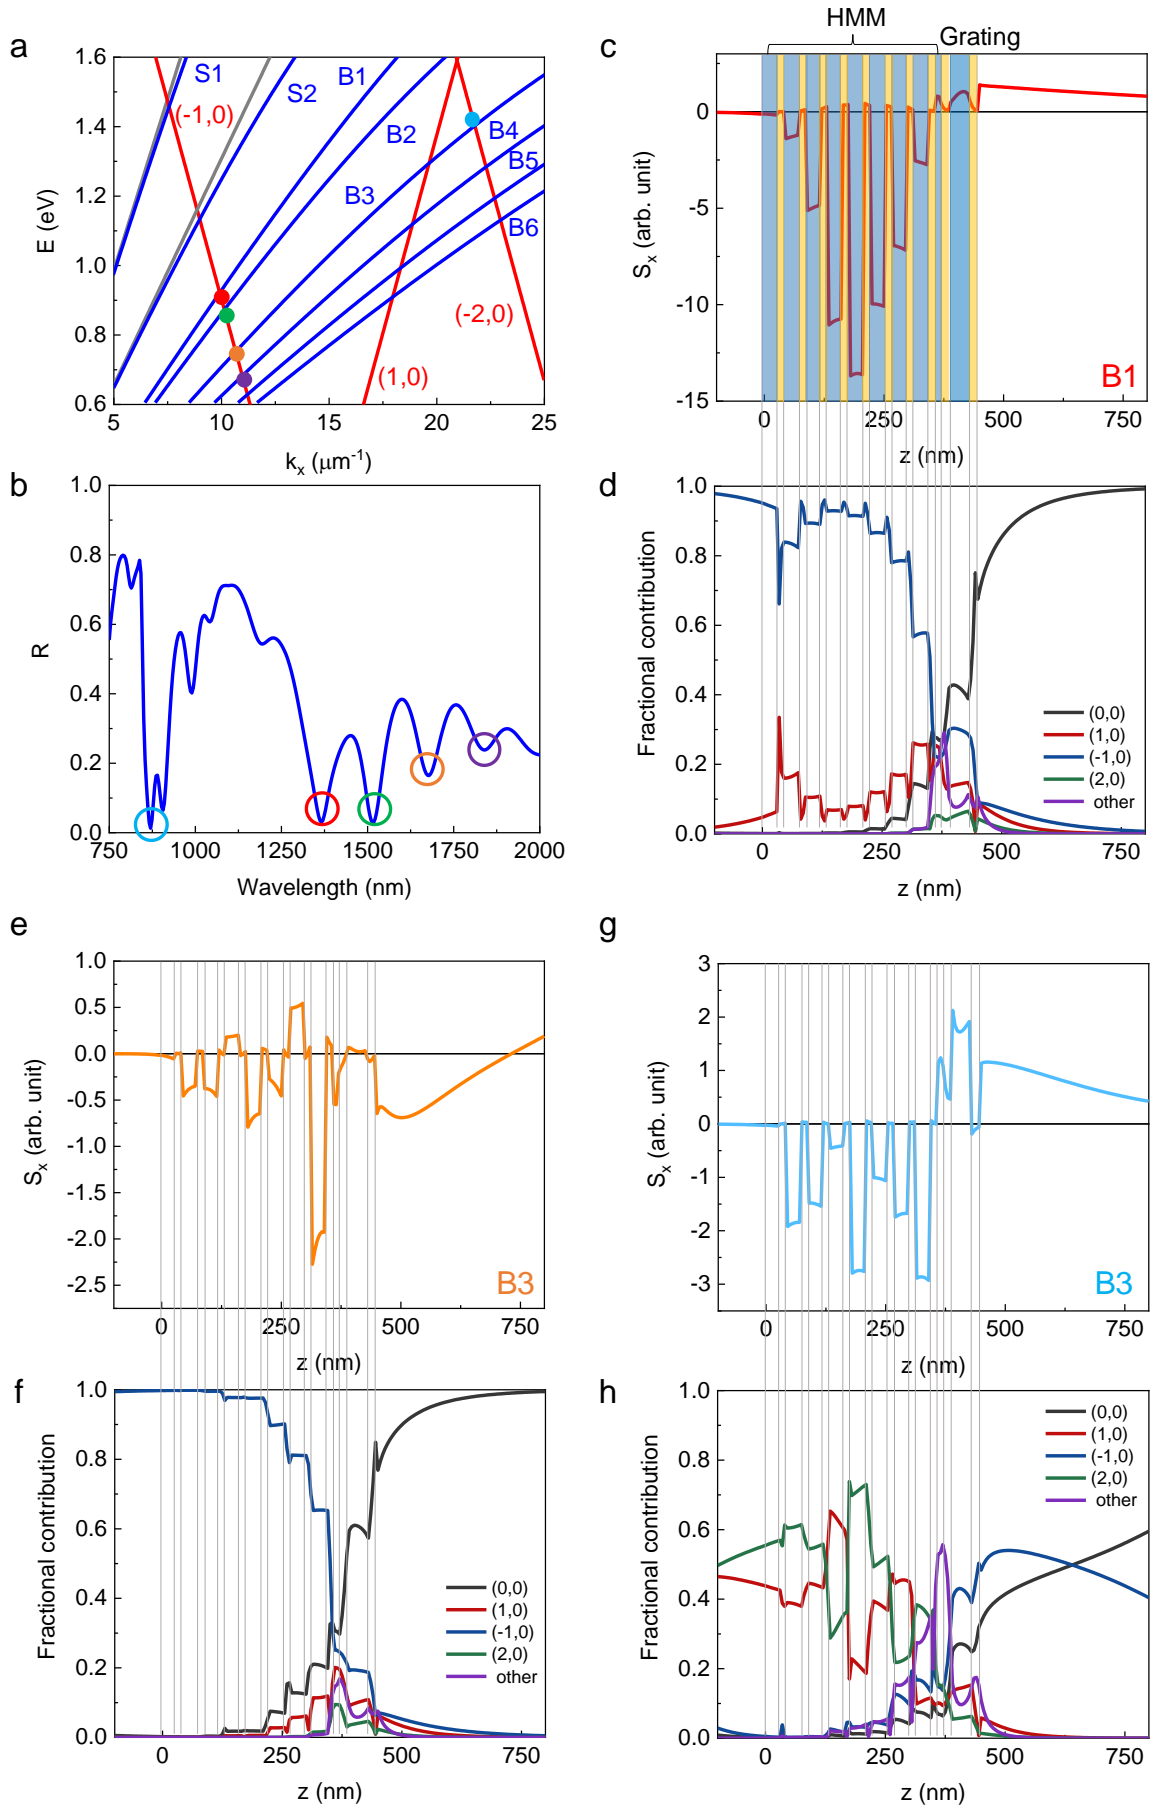 a
1.6
1.4
1.2
1.0
0.8
0.6
E (eV)
S1
(-1,0)
S2
B1
B2
B3
B4
B5
B6
(1,0)
(-2,0)
5
10
15
20
25
kₓ (μm⁻¹)
b
1.0
0.8
0.6
0.4
0.2
0.0
R
750
1000
1250
1500
1750
2000
Wavelength (nm)
c
HMM
Grating
0
-5
-10
-15
Sₓ (arb. unit)
B1
0
250
500
750
z (nm)
d
1.0
0.8
0.6
0.4
0.2
0.0
Fractional contribution
(0,0)
(1,0)
(-1,0)
(2,0)
other
0
250
500
750
z (nm)
e
1.0
0.5
0.0
-0.5
-1.0
-1.5
-2.0
-2.5
Sₓ (arb. unit)
B3
0
250
500
750
z (nm)
f
1.0
0.8
0.6
0.4
0.2
0.0
Fractional contribution
(0,0)
(1,0)
(-1,0)
(2,0)
other
0
250
500
750
z (nm)
g
3
2
1
0
-1
-2
-3
Sₓ (arb. unit)
B3
0
250
500
750
z (nm)
h
1.0
0.8
0.6
0.4
0.2
0.0
Fractional contribution
(0,0)
(1,0)
(-1,0)
(2,0)
other
0
250
500
750
z (nm)